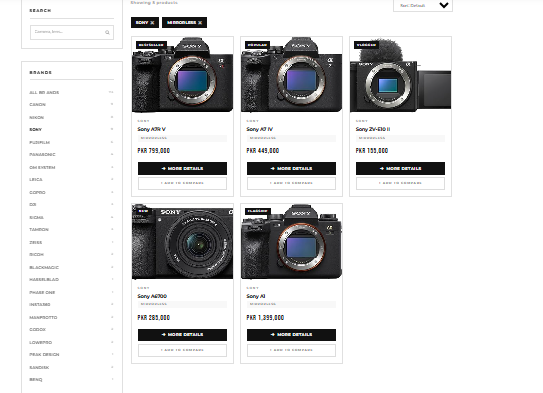 SEARCH
Camera, lens...
BRANDS
ALL BRANDS
CANON
NIKON
SONY
FUJIFILM
PANASONIC
OM SYSTEM
LEICA
GOPRO
DJI
SIGMA
TAMRON
ZEISS
RICOH
BLACKMAGIC
HASSELBLAD
PHASE ONE
INSTA360
MANFROTTO
GODOX
LOWEPRO
PEAK DESIGN
SANDISK
BENQ
Showing 5 products
Sort: Default
SONY ×
MIRRORLESS ×
BESTSELLER
SONY
SONY
Sony A7R V
MIRRORLESS
PKR 799,000
→ MORE DETAILS
+ ADD TO COMPARE
POPULAR
SONY
SONY
Sony A7 IV
MIRRORLESS
PKR 449,000
→ MORE DETAILS
+ ADD TO COMPARE
SONY
SONY
Sony ZV-E10 II
MIRRORLESS
PKR 155,000
→ MORE DETAILS
+ ADD TO COMPARE
NEW
SONY
SONY
Sony A6700
MIRRORLESS
PKR 285,000
→ MORE DETAILS
+ ADD TO COMPARE
FLAGSHIP
SONY
SONY
Sony A1
MIRRORLESS
PKR 1,399,000
→ MORE DETAILS
+ ADD TO COMPARE